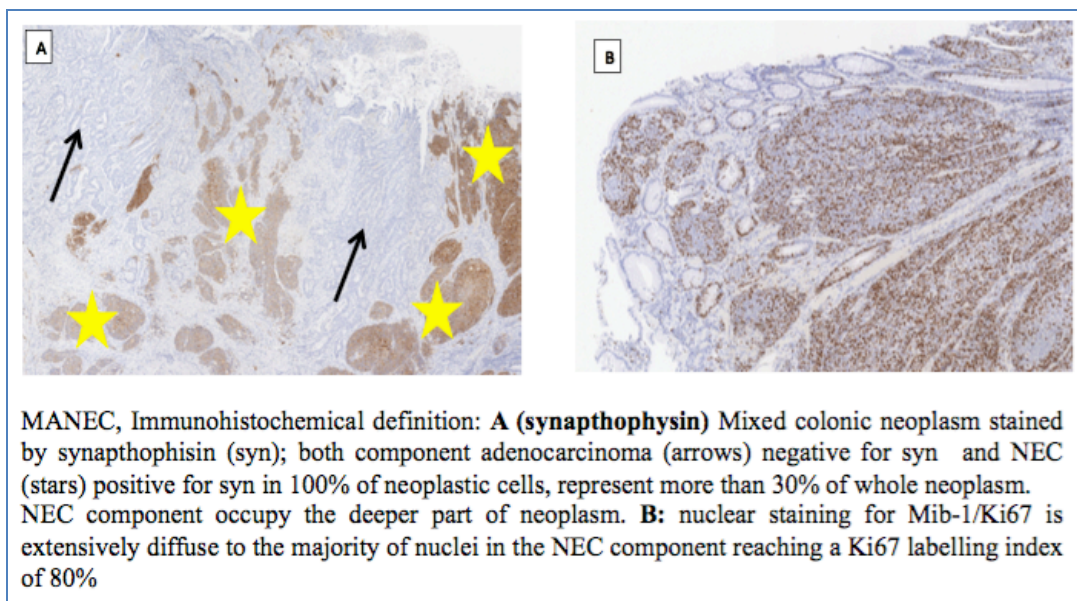 A
B
MANEC, Immunohistochemical definition: A (synapthophysin) Mixed colonic neoplasm stained
by synapthophisin (syn); both component adenocarcinoma (arrows) negative for syn and NEC
(stars) positive for syn in 100% of neoplastic cells, represent more than 30% of whole neoplasm.
NEC component occupy the deeper part of neoplasm. B: nuclear staining for Mib-1/Ki67 is
extensively diffuse to the majority of nuclei in the NEC component reaching a Ki67 labelling index
of 80%